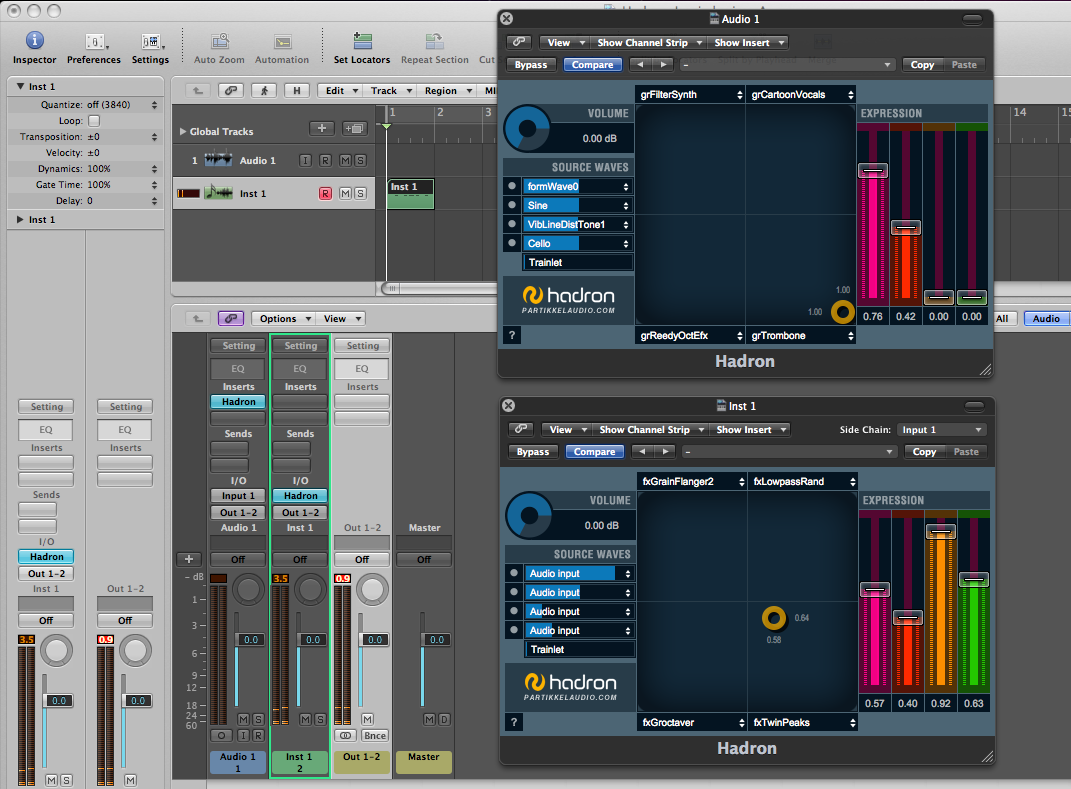 Inspector Preferences Settings Auto Zoom Automation Set Locators Repeat Section Cut
Inst 1
Quantize: off (3840)
Loop:
Transposition: ±0
Velocity: ±0
Dynamics: 100%
Gate Time: 100%
Delay: 0
Inst 1
Edit Track Region MI
1 2 3 14 15
Global Tracks
1 Audio 1 I R M S
Inst 1 R M S
Inst 1
Options View
All Audio
Setting Setting Setting
EQ EQ EQ
Inserts Inserts Inserts
Hadron
Sends Sends
I/O I/O
Input 1 Hadron
Out 1-2 Out 1-2
Audio 1 Inst 1 Out 1-2 Master
Off Off Off Off
- dB
1
3
6
9
12
18
24
60
3.5 0.9
0.0 0.0 0.0 0.0
M S M S M M D
I R Bnce
Audio 1
1
Inst 1
2
Out 1-2
Master
Setting Setting
EQ EQ
Inserts Inserts
Sends
I/O
Hadron
Out 1-2
Inst 1 Out 1-2
Off Off
3.5 0.9
0.0 0.0
M S M
Audio 1
View Show Channel Strip Show Insert
Bypass Compare - Copy Paste
VOLUME
0.00 dB
SOURCE WAVES
formWave0
Sine
VibLineDistTone1
Cello
Trainlet
hadron
PARTIKKELAUDIO.COM
?
grFilterSynth grCartoonVocals
1.00
1.00
grReedyOctEfx grTrombone
EXPRESSION
0.76 0.42 0.00 0.00
Hadron
Inst 1
View Show Channel Strip Show Insert Side Chain: Input 1
Bypass Compare - Copy Paste
VOLUME
0.00 dB
SOURCE WAVES
Audio input
Audio input
Audio input
Audio input
Trainlet
hadron
PARTIKKELAUDIO.COM
?
fxGrainFlanger2 fxLowpassRand
0.64
0.58
fxGroctaver fxTwinPeaks
EXPRESSION
0.57 0.40 0.92 0.63
Hadron